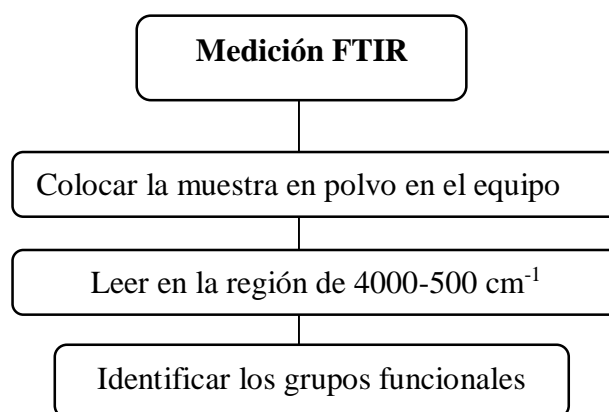 Medición FTIR
Colocar la muestra en polvo en el equipo
Leer en la región de 4000-500 cm⁻¹
Identificar los grupos funcionales